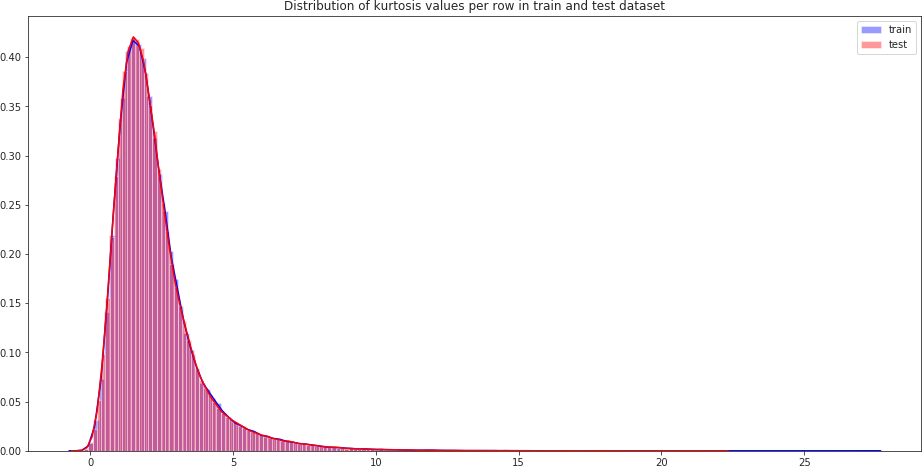 Distribution of kurtosis values per row in train and test dataset
train
test
0.40
0.35
0.30
0.25
0.20
0.15
0.10
0.05
0.00
0 5 10 15 20 25